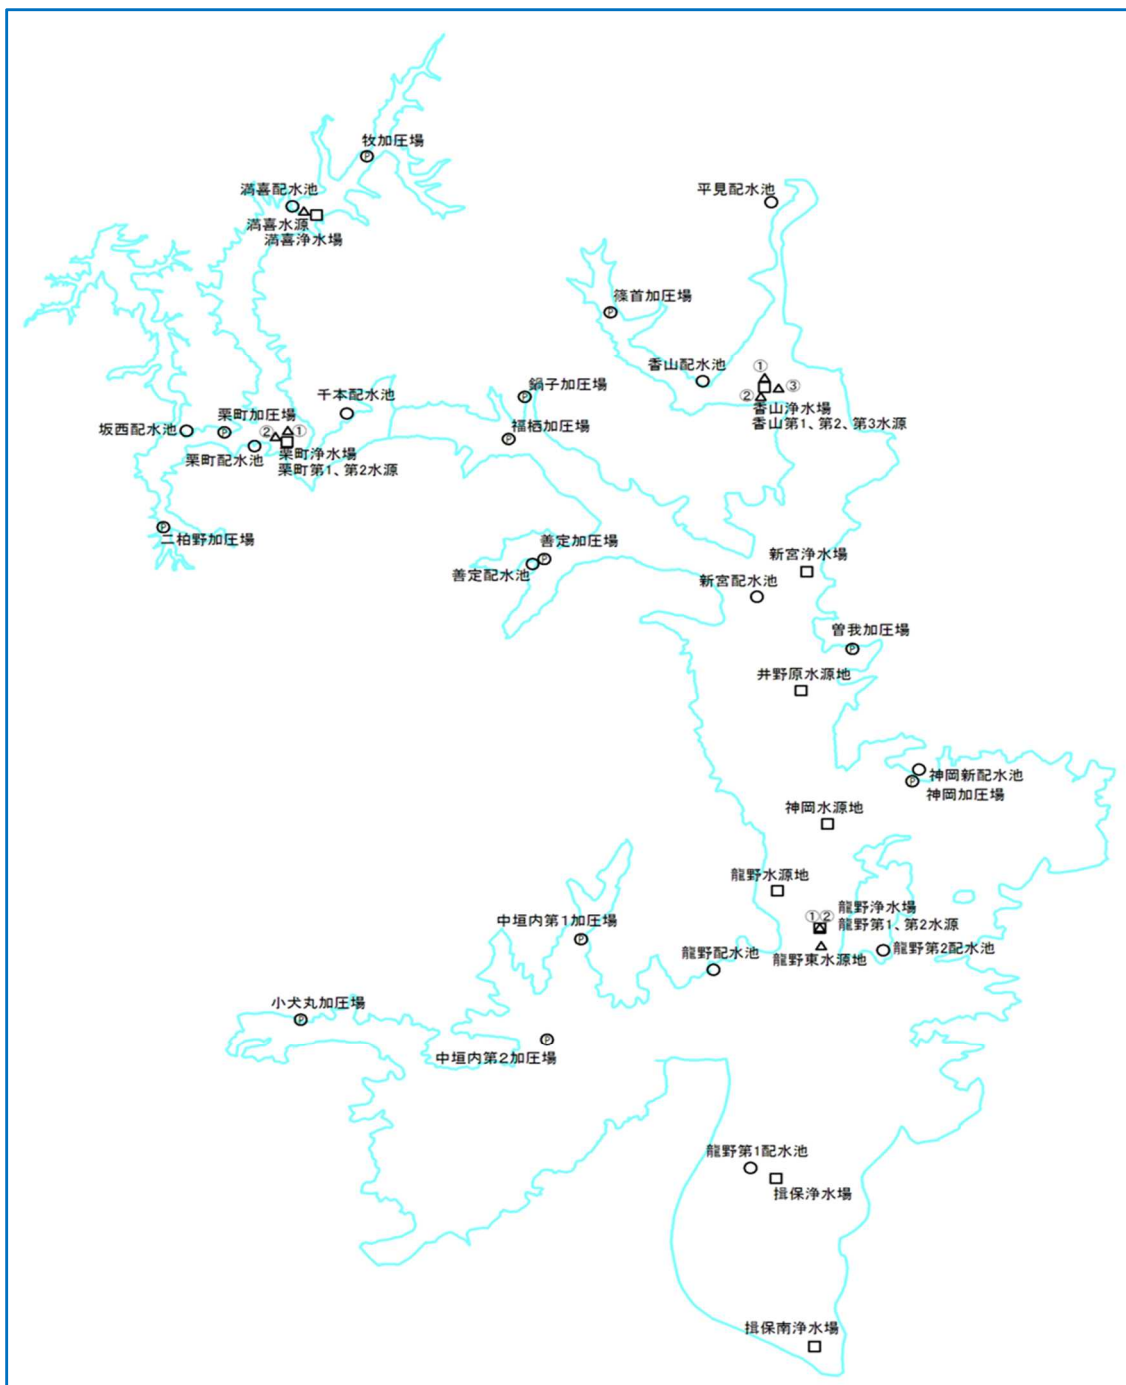 牧加圧場
Ⓟ
満喜配水池
満喜水源
満喜浄水場
平見配水池
篠首加圧場
Ⓟ
香山配水池
①
② ③
香山浄水場
香山第1、第2、第3水源
鍋子加圧場
Ⓟ
福栖加圧場
Ⓟ
千本配水池
栗町加圧場
Ⓟ
坂西配水池
② ①
栗町配水池
栗町浄水場
栗町第1、第2水源
Ⓟ
二柏野加圧場
善定加圧場
Ⓟ
善定配水池
新宮浄水場
新宮配水池
曽我加圧場
Ⓟ
井野原水源地
神岡新配水池
Ⓟ
神岡加圧場
神岡水源地
龍野水源地
①②
龍野浄水場
龍野第1、第2水源
龍野東水源地
龍野第2配水池
中垣内第1加圧場
Ⓟ
龍野配水池
小犬丸加圧場
Ⓟ
Ⓟ
中垣内第2加圧場
龍野第1配水池
揖保浄水場
揖保南浄水場